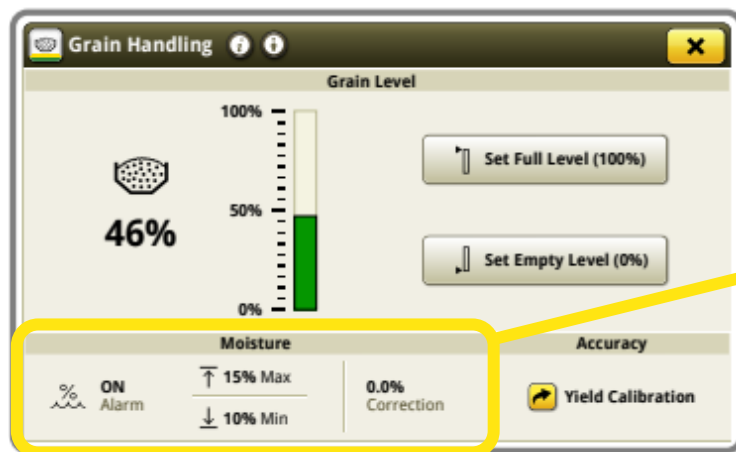 Grain Handling
Grain Level
100%
50%
0%
46%
Set Full Level (100%)
Set Empty Level (0%)
Moisture
% ON
Alarm
15% Max
10% Min
0.0%
Correction
Accuracy
Yield Calibration